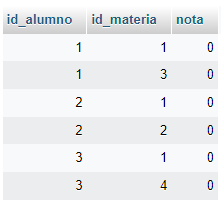 id_alumno id_materia nota
1 1 0
1 3 0
2 1 0
2 2 0
3 1 0
3 4 0